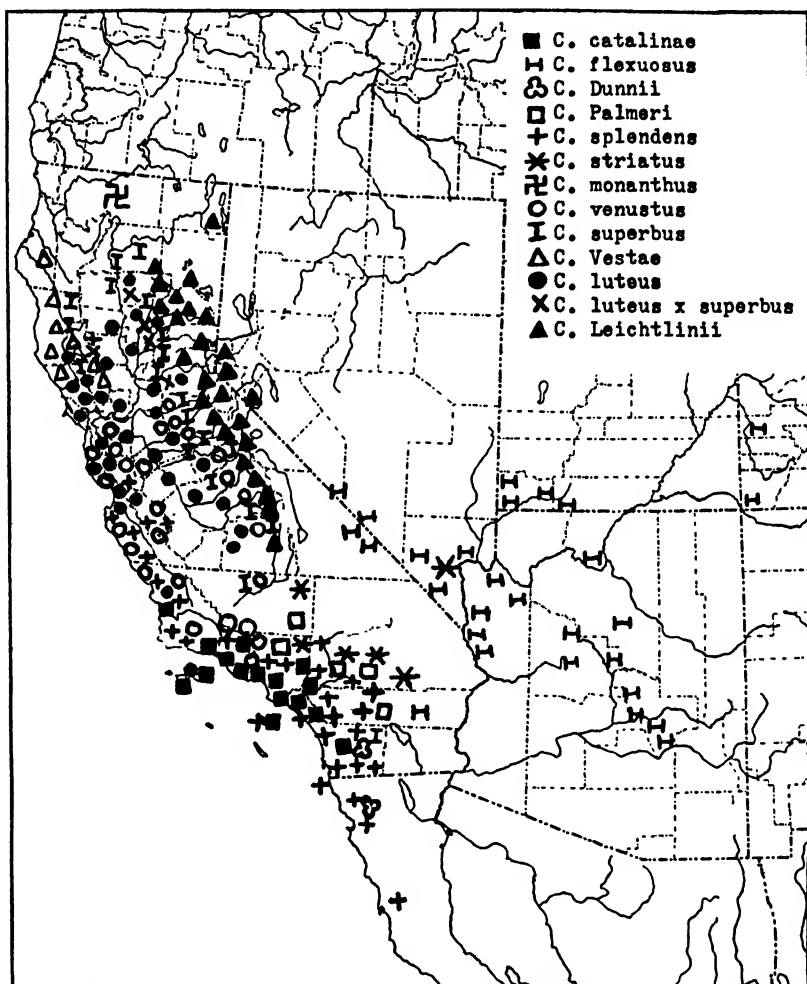 C. catalinae
C. flexuosus
C. Dunnii
C. Palmeri
C. splendens
C. striatus
C. monanthus
C. venustus
C. superbus
C. Vestae
C. luteus
C. luteus x superbus
C. Leichtlinii